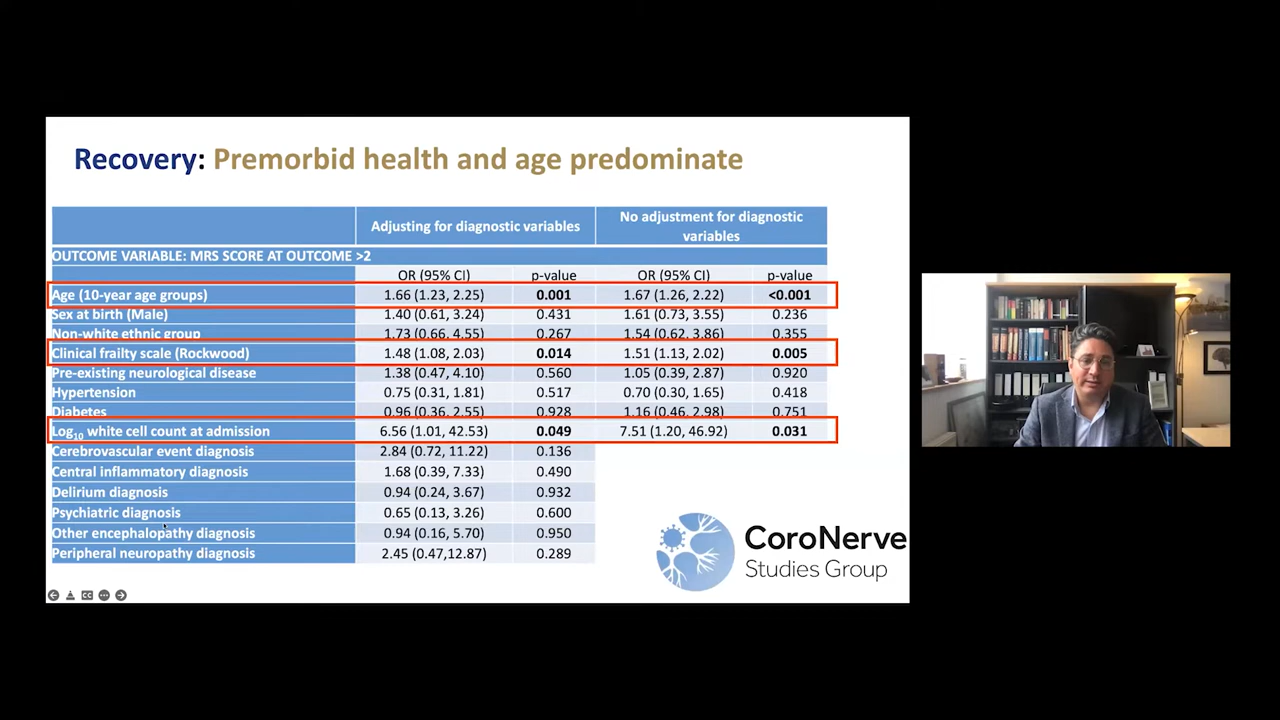 Recovery: Premorbid health and age predominate
Adjusting for diagnostic variables
No adjustment for diagnostic
variables
OUTCOME VARIABLE: MRS SCORE AT OUTCOME >2
OR (95% CI) p-value OR (95% CI) p-value
Age (10-year age groups) 1.66 (1.23, 2.25) 0.001 1.67 (1.26, 2.22) <0.001
Sex at birth (Male) 1.40 (0.61, 3.24) 0.431 1.61 (0.73, 3.55) 0.236
Non-white ethnic group 1.73 (0.66, 4.55) 0.267 1.54 (0.62, 3.86) 0.355
Clinical frailty scale (Rockwood) 1.48 (1.08, 2.03) 0.014 1.51 (1.13, 2.02) 0.005
Pre-existing neurological disease 1.38 (0.47, 4.10) 0.560 1.05 (0.39, 2.87) 0.920
Hypertension 0.75 (0.31, 1.81) 0.517 0.70 (0.30, 1.65) 0.418
Diabetes 0.96 (0.36, 2.55) 0.928 1.16 (0.46, 2.98) 0.751
Log10 white cell count at admission 6.56 (1.01, 42.53) 0.049 7.51 (1.20, 46.92) 0.031
Cerebrovascular event diagnosis 2.84 (0.72, 11.22) 0.136
Central inflammatory diagnosis 1.68 (0.39, 7.33) 0.490
Delirium diagnosis 0.94 (0.24, 3.67) 0.932
Psychiatric diagnosis 0.65 (0.13, 3.26) 0.600
Other encephalopathy diagnosis 0.94 (0.16, 5.70) 0.950
Peripheral neuropathy diagnosis 2.45 (0.47,12.87) 0.289
CoroNerve
Studies Group
CC